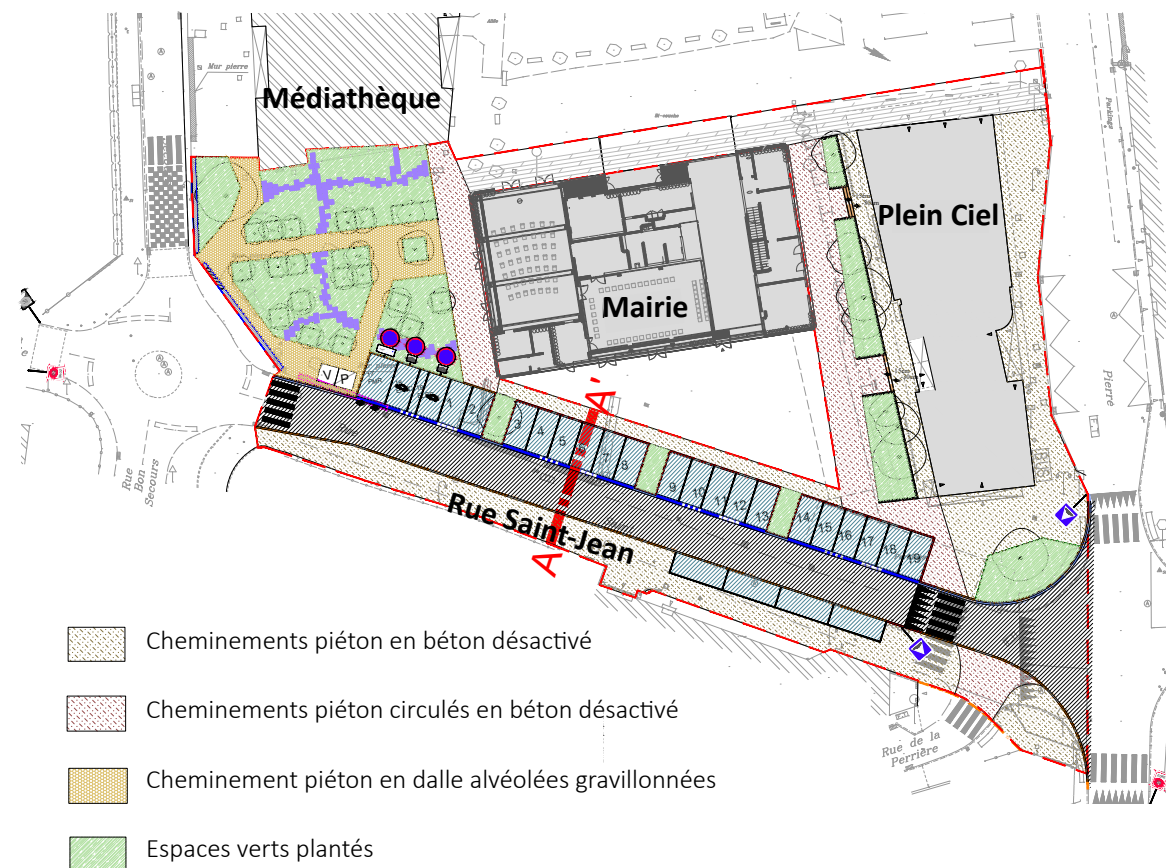 Mur pierre
Médiathèque
Parkings
Plein Ciel
Mairie
Pierre
V P
PMR
1 2 3 4 5 6 7 8 9 10 11 12 13 14 15 16 17 18 19
A'
A
Rue
Bon
Secours
Rue Saint-Jean
Rue de la
Perrière
Cheminements piéton en béton désactivé
Cheminements piéton circulés en béton désactivé
Cheminement piéton en dalle alvéolées gravillonnées
Espaces verts plantés